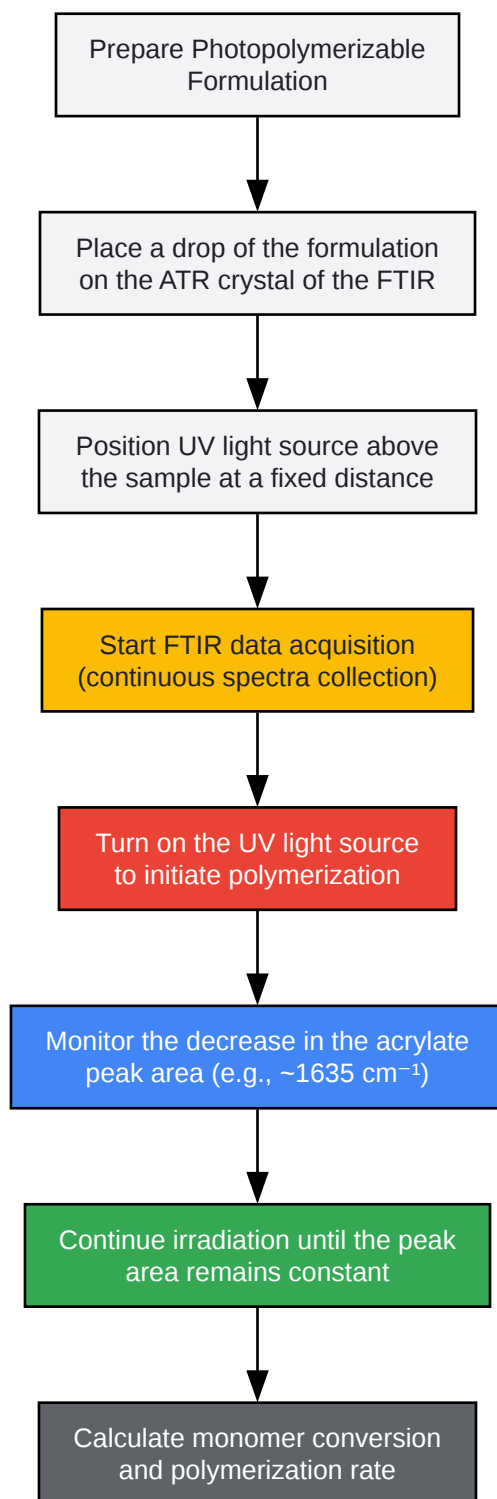 Prepare Photopolymerizable
Formulation
Place a drop of the formulation
on the ATR crystal of the FTIR
Position UV light source above
the sample at a fixed distance
Start FTIR data acquisition
(continuous spectra collection)
Turn on the UV light source
to initiate polymerization
Monitor the decrease in the acrylate
peak area (e.g., ~1635 cm⁻¹)
Continue irradiation until the peak
area remains constant
Calculate monomer conversion
and polymerization rate